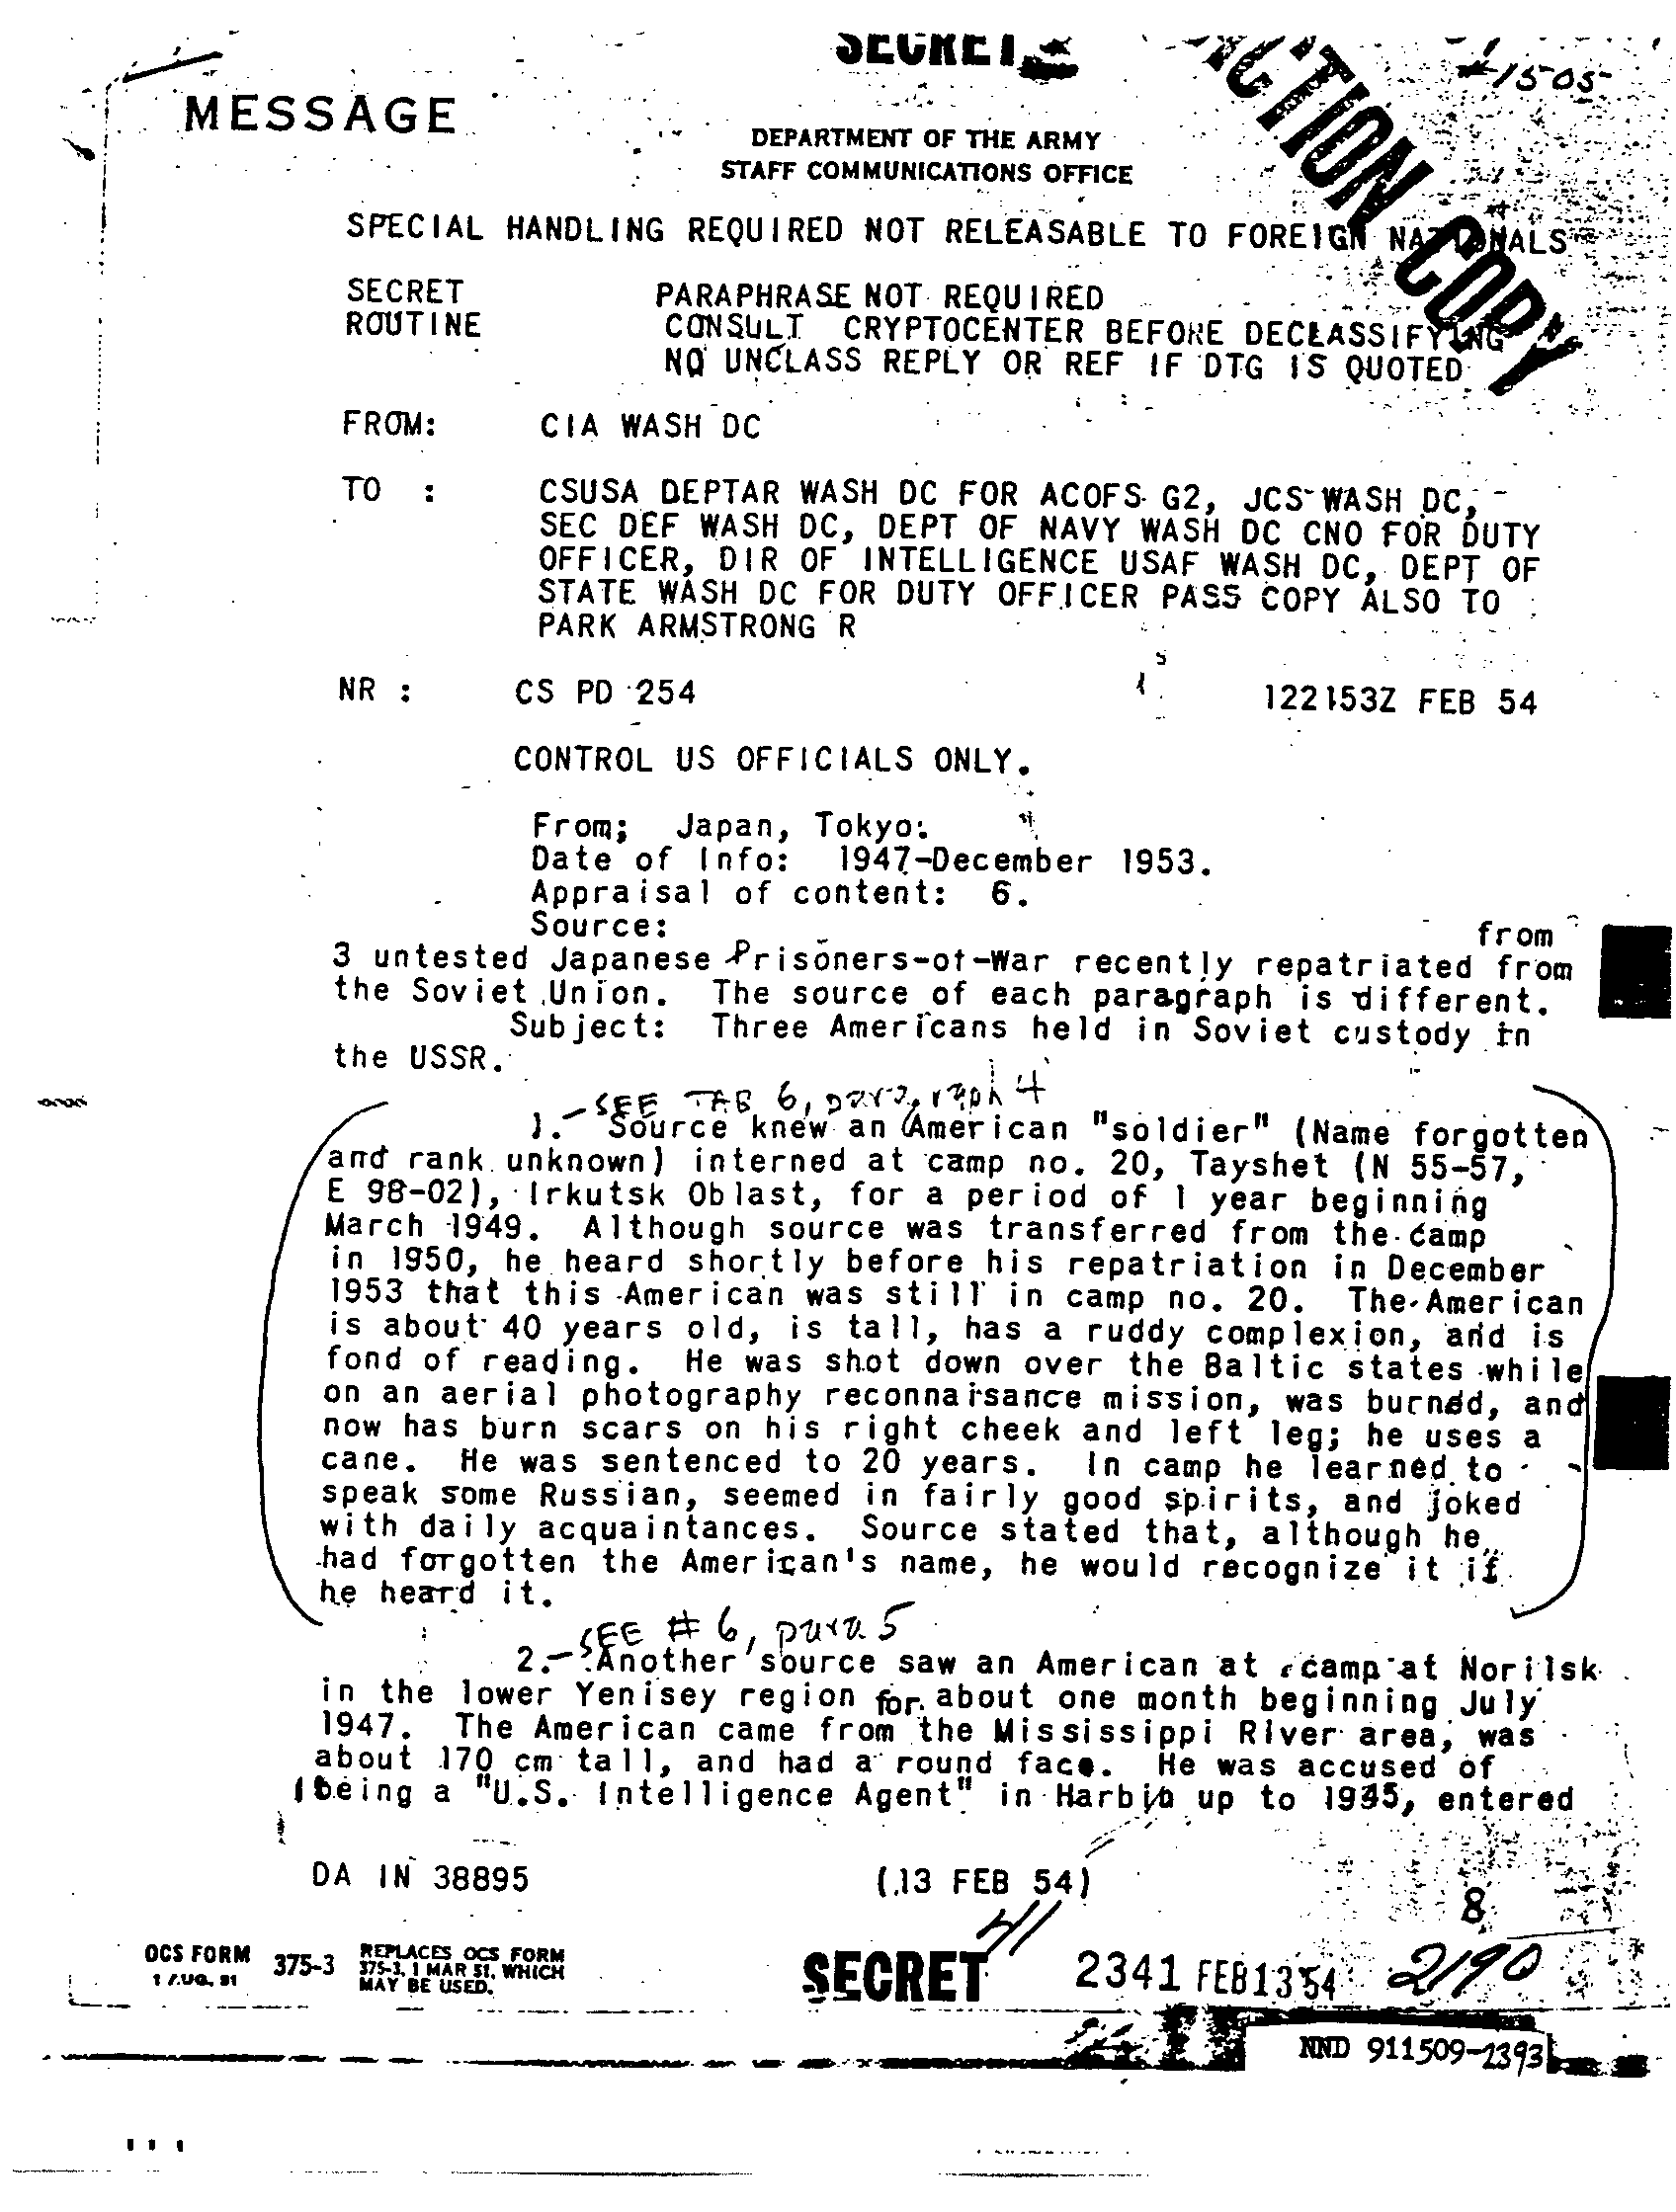 SECRET
ACTION COPY
#1505
MESSAGE
DEPARTMENT OF THE ARMY
STAFF COMMUNICATIONS OFFICE
SPECIAL HANDLING REQUIRED NOT RELEASABLE TO FOREIGN NATIONALS
SECRET PARAPHRASE NOT REQUIRED
ROUTINE CONSULT CRYPTOCENTER BEFORE DECLASSIFYING
NO UNCLASS REPLY OR REF IF DTG IS QUOTED
FROM: CIA WASH DC
TO : CSUSA DEPTAR WASH DC FOR ACOFS G2, JCS WASH DC,
SEC DEF WASH DC, DEPT OF NAVY WASH DC CNO FOR DUTY
OFFICER, DIR OF INTELLIGENCE USAF WASH DC, DEPT OF
STATE WASH DC FOR DUTY OFFICER PASS COPY ALSO TO
PARK ARMSTRONG R
NR : CS PD 254 122153Z FEB 54
CONTROL US OFFICIALS ONLY.
From; Japan, Tokyo.
Date of Info: 1947-December 1953.
Appraisal of content: 6.
Source: from
3 untested Japanese Prisoners-of-War recently repatriated from
the Soviet Union. The source of each paragraph is different.
Subject: Three Americans held in Soviet custody in
the USSR.
SEE TAB 6, paragraph 4
1. Source knew an American "soldier" (Name forgotten
and rank unknown) interned at camp no. 20, Tayshet (N 55-57,
E 98-02), Irkutsk Oblast, for a period of 1 year beginning
March 1949. Although source was transferred from the camp
in 1950, he heard shortly before his repatriation in December
1953 that this American was still in camp no. 20. The American
is about 40 years old, is tall, has a ruddy complexion, and is
fond of reading. He was shot down over the Baltic states while
on an aerial photography reconnaisance mission, was burned, and
now has burn scars on his right cheek and left leg; he uses a
cane. He was sentenced to 20 years. In camp he learned to
speak some Russian, seemed in fairly good spirits, and joked
with daily acquaintances. Source stated that, although he
had forgotten the American's name, he would recognize it if
he heard it.
SEE # 6, para 5
2. Another source saw an American at camp at Norilsk
in the lower Yenisey region for about one month beginning July
1947. The American came from the Mississippi River area, was
about 170 cm tall, and had a round face. He was accused of
being a "U.S. Intelligence Agent" in Harbin up to 1945, entered
DA IN 38895 (13 FEB 54)
8
OCS FORM 375-3 REPLACES OCS FORM
1 AUG. 51 375-3, 1 MAR 51, WHICH
MAY BE USED.
SECRET 2341 FEB 13 54 2190
NND 911509-2393